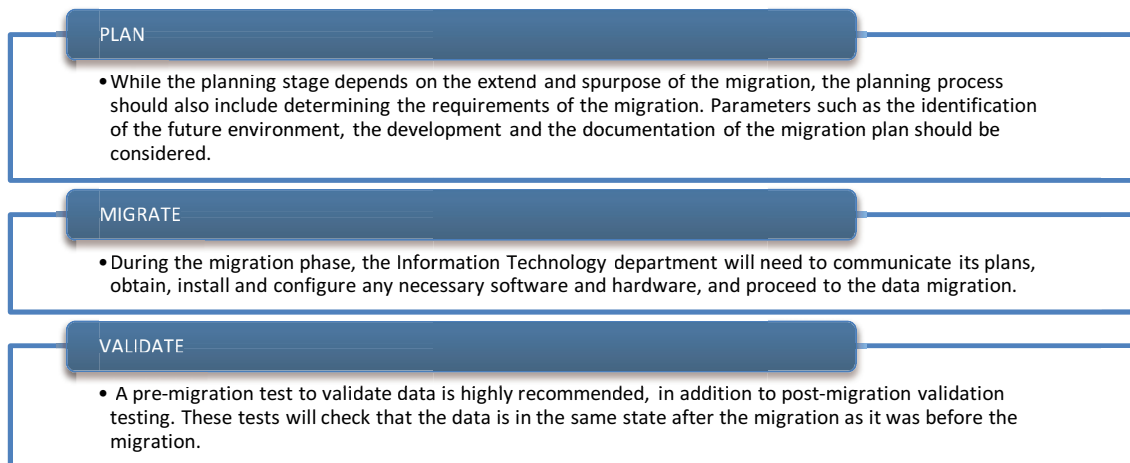 PLAN
•While the planning stage depends on the extend and spurpose of the migration, the planning process
should also include determining the requirements of the migration. Parameters such as the identification
of the future environment, the development and the documentation of the migration plan should be
considered.
MIGRATE
•During the migration phase, the Information Technology department will need to communicate its plans,
obtain, install and configure any necessary software and hardware, and proceed to the data migration.
VALIDATE
• A pre-migration test to validate data is highly recommended, in addition to post-migration validation
testing. These tests will check that the data is in the same state after the migration as it was before the
migration.